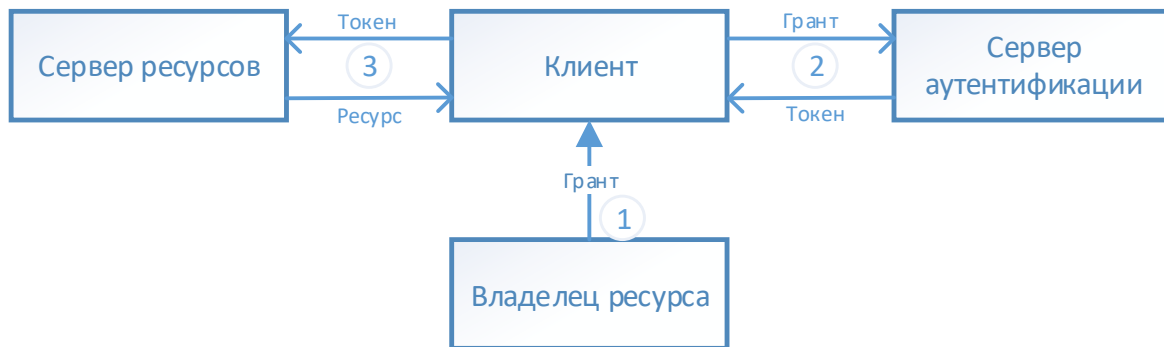 Токен
Грант
Сервер ресурсов
3
Клиент
2
Сервер
аутентификации
Ресурс
Токен
Грант
1
Владелец ресурса